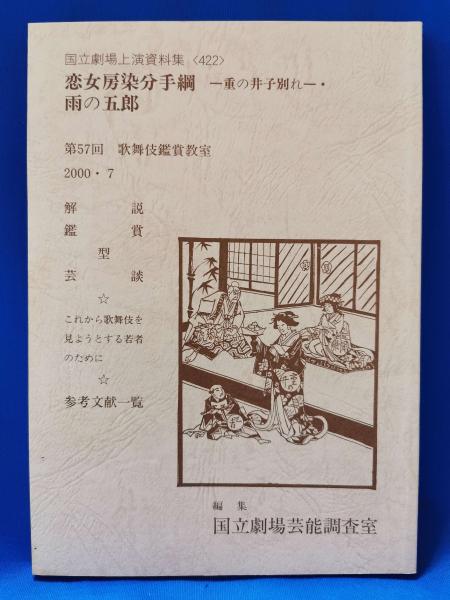 国立劇場上演資料集〈422〉
恋女房染分手綱 ―重の井子別れ―・
雨の五郎
第57回 歌舞伎鑑賞教室
2000・7
解説
鑑賞
型
芸談
☆
これから歌舞伎を
見ようとする若者
のために
☆
参考文献一覧
編集
国立劇場芸能調査室